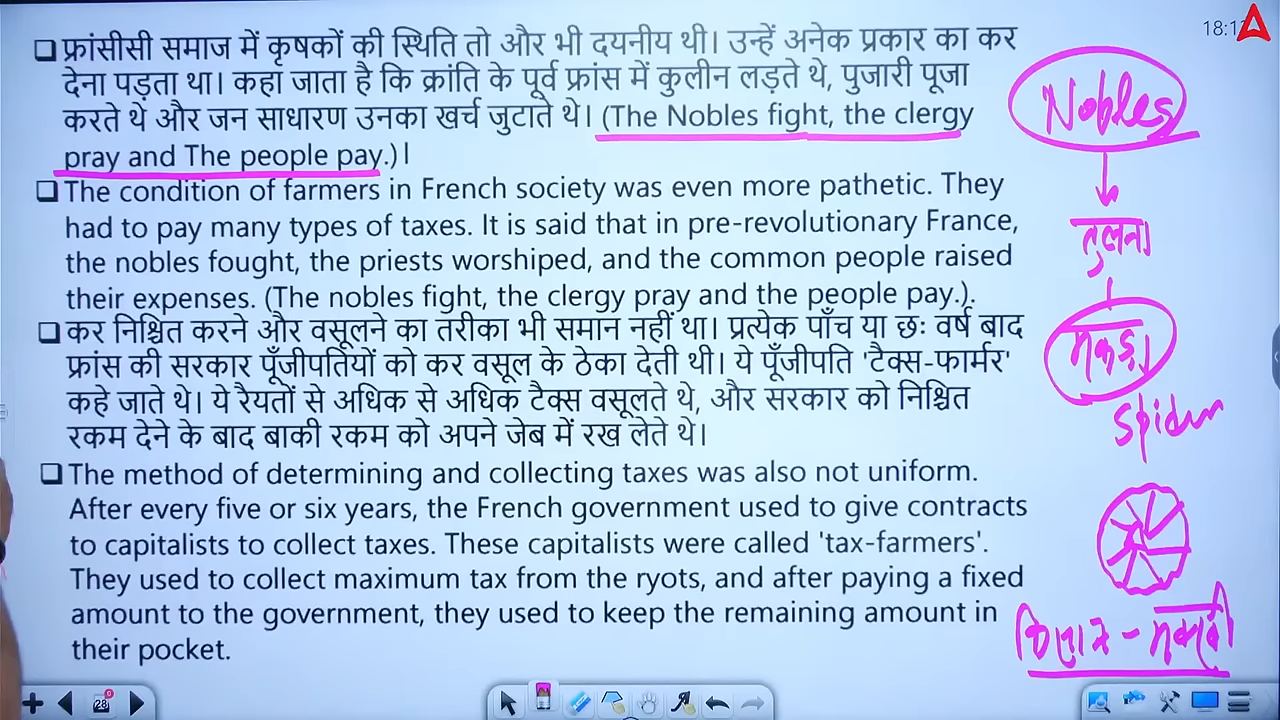 18:1
❑ फ्रांसीसी समाज में कृषकों की स्थिति तो और भी दयनीय थी। उन्हें अनेक प्रकार का कर
देना पड़ता था। कहा जाता है कि क्रांति के पूर्व फ्रांस में कुलीन लड़ते थे, पुजारी पूजा
करते थे और जन साधारण उनका खर्च जुटाते थे। (The Nobles fight, the clergy
pray and The people pay.)।
❑ The condition of farmers in French society was even more pathetic. They
had to pay many types of taxes. It is said that in pre-revolutionary France,
the nobles fought, the priests worshiped, and the common people raised
their expenses. (The nobles fight, the clergy pray and the people pay.).
❑ कर निश्चित करने और वसूलने का तरीका भी समान नहीं था। प्रत्येक पाँच या छः वर्ष बाद
फ्रांस की सरकार पूँजीपतियों को कर वसूल के ठेका देती थी। ये पूँजीपति 'टैक्स-फार्मर'
कहे जाते थे। ये रैयतों से अधिक से अधिक टैक्स वसूलते थे, और सरकार को निश्चित
रकम देने के बाद बाकी रकम को अपने जेब में रख लेते थे।
❑ The method of determining and collecting taxes was also not uniform.
After every five or six years, the French government used to give contracts
to capitalists to collect taxes. These capitalists were called 'tax-farmers'.
They used to collect maximum tax from the ryots, and after paying a fixed
amount to the government, they used to keep the remaining amount in
their pocket.
Nobles
तुलना
मकड़ा
Spider
किसान - मक्खी
28